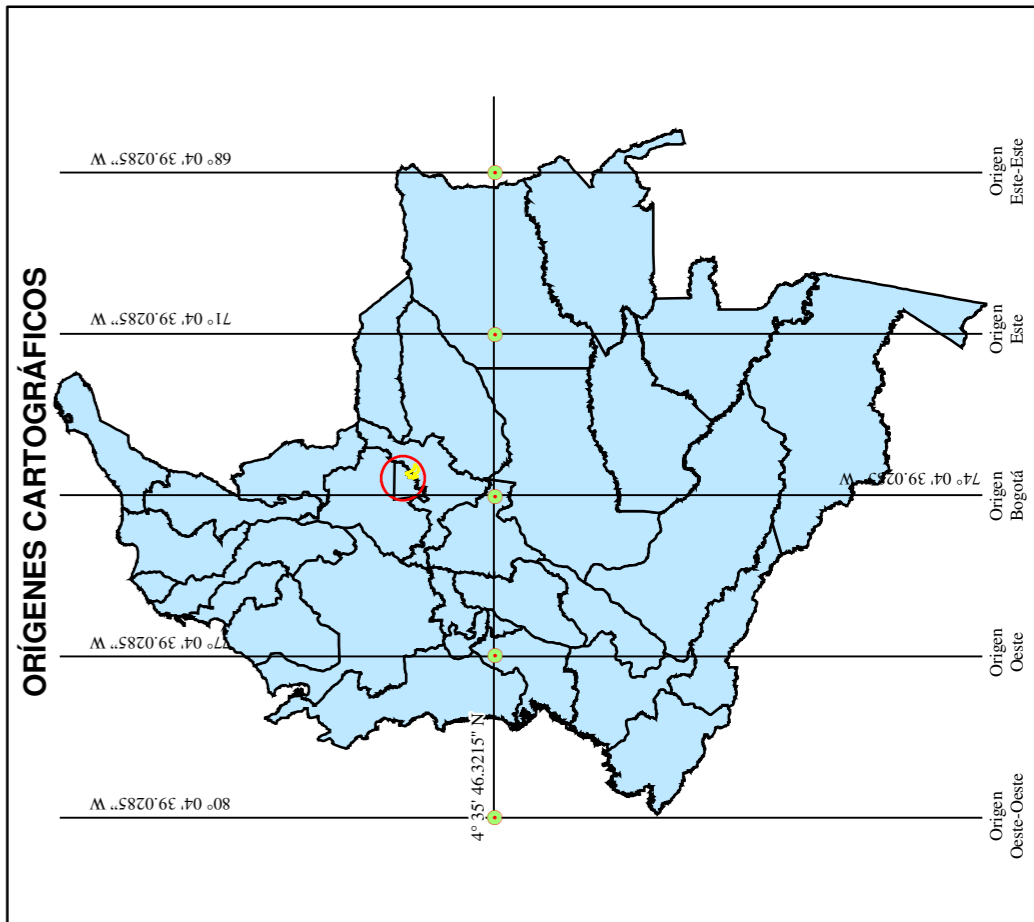 ORÍGENES CARTOGRÁFICOS
80° 04' 39.0285" W
77° 04' 39.0285" W
71° 04' 39.0285" W
68° 04' 39.0285" W
4° 35' 46.3215" N
74° 04' 39.0285" W
Origen
Oeste-Oeste
Origen
Oeste
Origen
Bogotá
Origen
Este
Origen
Este-Este